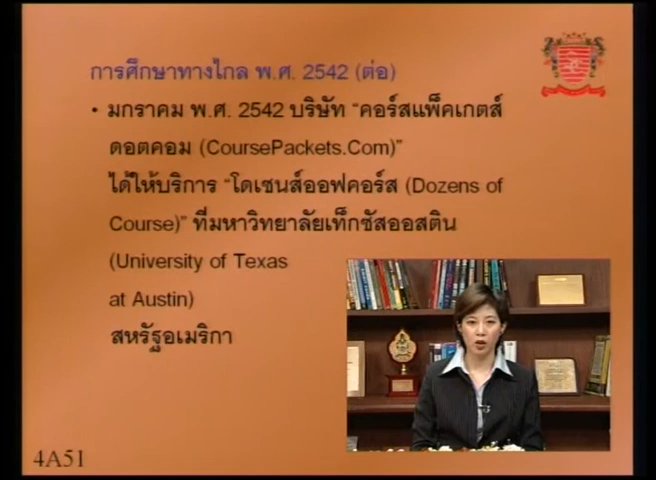 การศึกษาทางไกล พ.ศ. 2542 (ต่อ)
• มกราคม พ.ศ. 2542 บริษัท “คอร์สแพ็คเกตส์
ดอตคอม (CoursePackets.Com)”
ได้ให้บริการ “โดเซนส์ออฟคอร์ส (Dozens of
Course)” ที่มหาวิทยาลัยเท็กซัสออสติน
(University of Texas
at Austin)
สหรัฐอเมริกา
4A51